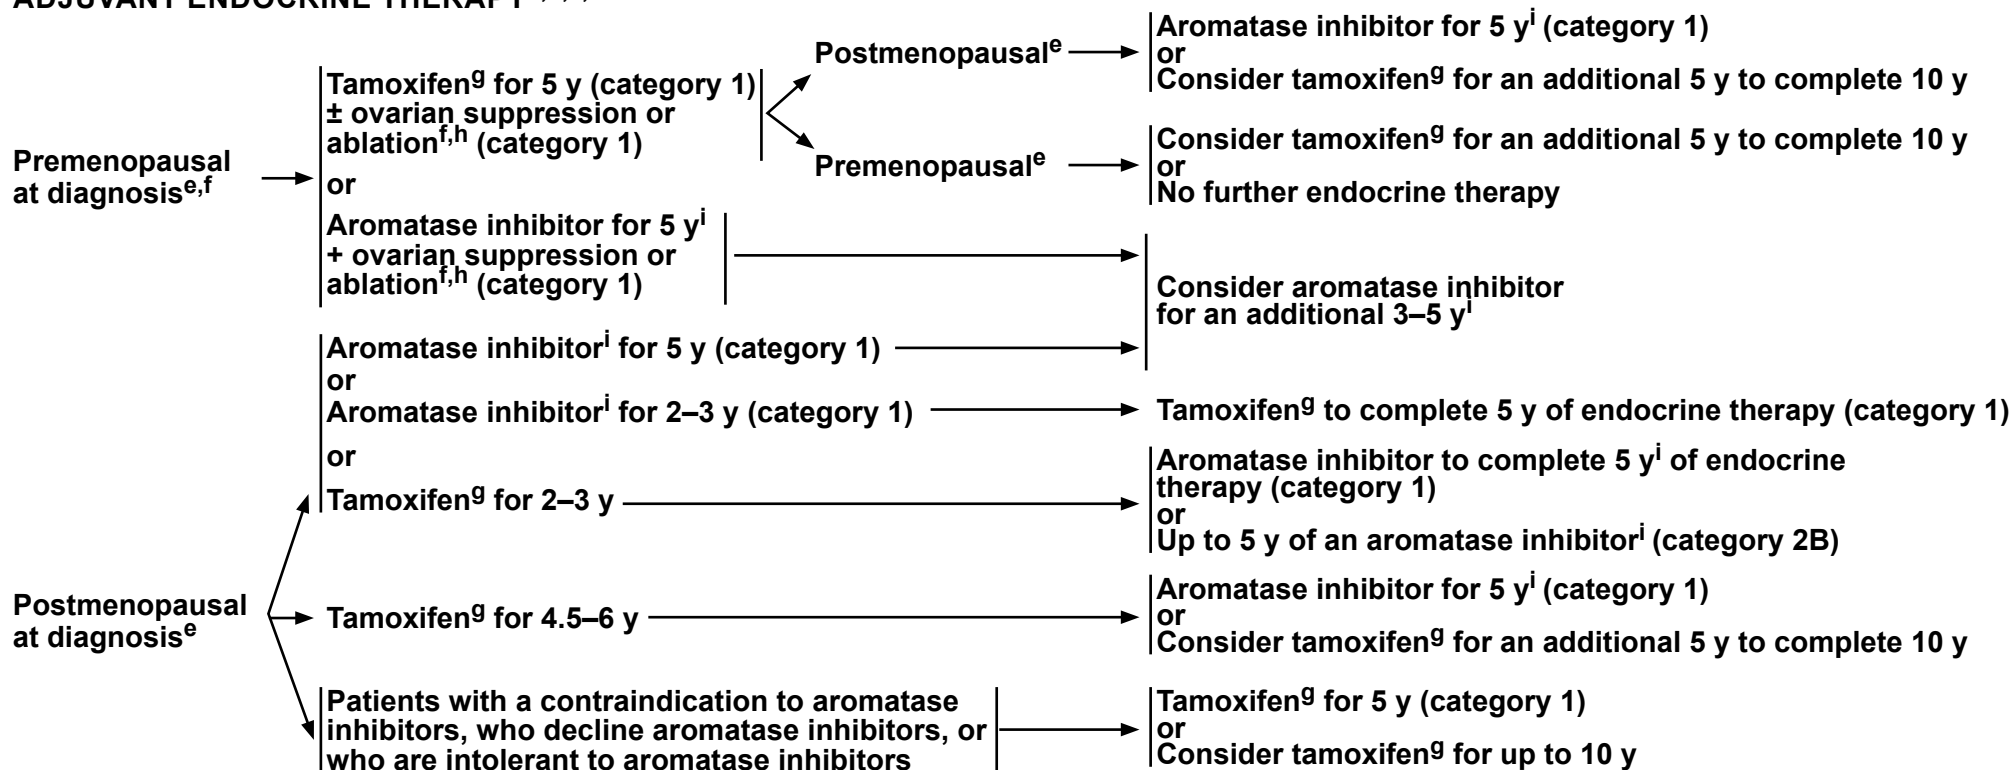 ADJUVANT ENDOCRINE THERAPY
Premenopausal
at diagnosis^e,f
Tamoxifen^g for 5 y (category 1)
± ovarian suppression or
ablation^f,h (category 1)
or
Aromatase inhibitor for 5 y^i
+ ovarian suppression or
ablation^f,h (category 1)
Postmenopausal^e
Premenopausal^e
Aromatase inhibitor for 5 y^i (category 1)
or
Consider tamoxifen^g for an additional 5 y to complete 10 y
Consider tamoxifen^g for an additional 5 y to complete 10 y
or
No further endocrine therapy
Consider aromatase inhibitor
for an additional 3–5 y^i
Postmenopausal
at diagnosis^e
Aromatase inhibitor^i for 5 y (category 1)
or
Aromatase inhibitor^i for 2–3 y (category 1)
or
Tamoxifen^g for 2–3 y
Tamoxifen^g to complete 5 y of endocrine therapy (category 1)
Aromatase inhibitor to complete 5 y^i of endocrine
therapy (category 1)
or
Up to 5 y of an aromatase inhibitor^i (category 2B)
Tamoxifen^g for 4.5–6 y
Aromatase inhibitor for 5 y^i (category 1)
or
Consider tamoxifen^g for an additional 5 y to complete 10 y
Patients with a contraindication to aromatase
inhibitors, who decline aromatase inhibitors, or
who are intolerant to aromatase inhibitors
Tamoxifen^g for 5 y (category 1)
or
Consider tamoxifen^g for up to 10 y